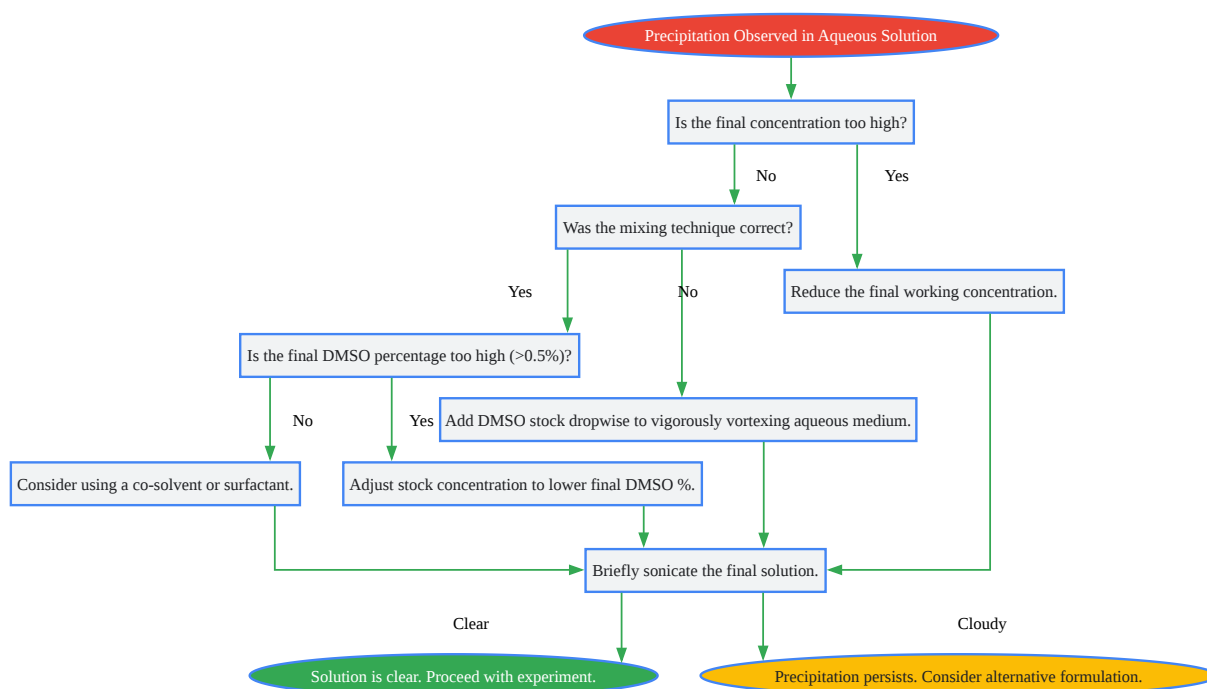 Precipitation Observed in Aqueous Solution
Is the final concentration too high?
No
Yes
Was the mixing technique correct?
Yes
No
Reduce the final working concentration.
Is the final DMSO percentage too high (>0.5%)?
No
Yes
Add DMSO stock dropwise to vigorously vortexing aqueous medium.
Consider using a co-solvent or surfactant.
Adjust stock concentration to lower final DMSO %.
Briefly sonicate the final solution.
Clear
Cloudy
Solution is clear. Proceed with experiment.
Precipitation persists. Consider alternative formulation.